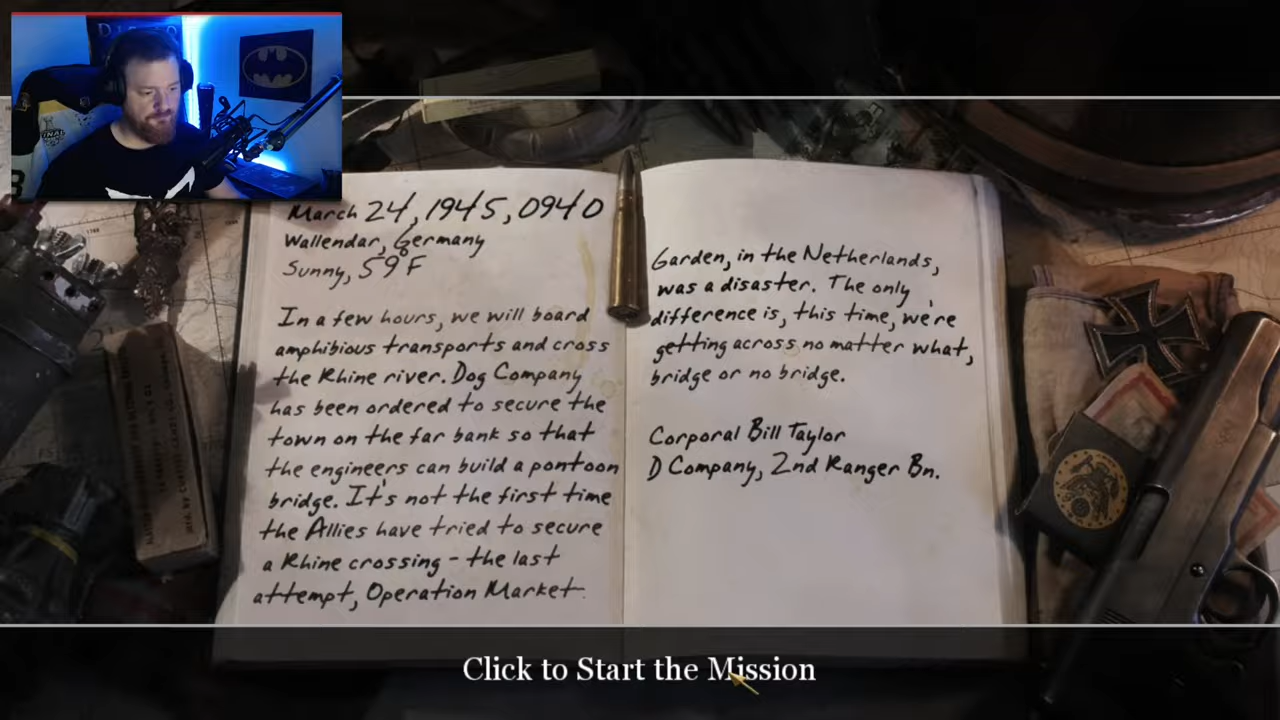 March 24, 1945, 0940
Wallendar, Germany
Sunny, 59°F
In a few hours, we will board
amphibious transports and cross
the Rhine river. Dog Company
has been ordered to secure the
town on the far bank so that
the engineers can build a pontoon
bridge. It's not the first time
the Allies have tried to secure
a Rhine crossing - the last
attempt, Operation Market
Garden, in the Netherlands,
was a disaster. The only
difference is, this time, we're
getting across no matter what,
bridge or no bridge.
Corporal Bill Taylor
D Company, 2nd Ranger Bn.
Click to Start the Mission